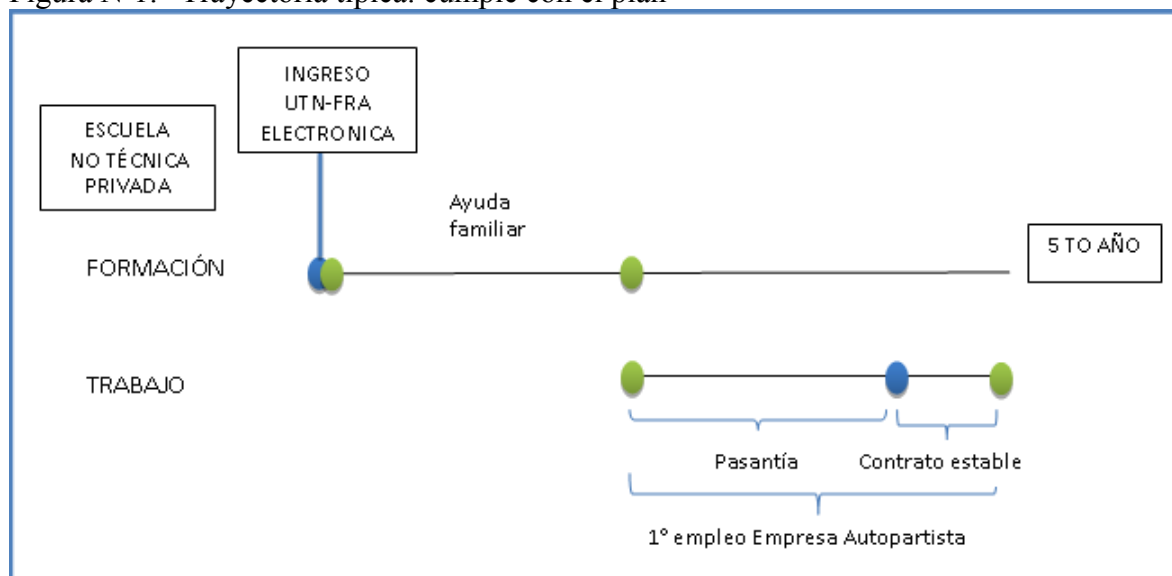 Figura N°1: Trayectoria típica: cumple con el plan
INGRESO
UTN-FRA
ELECTRONICA
ESCUELA
NO TÉCNICA
PRIVADA
Ayuda
familiar
5 TO AÑO
FORMACIÓN
TRABAJO
Pasantía
Contrato estable
1° empleo Empresa Autopartista